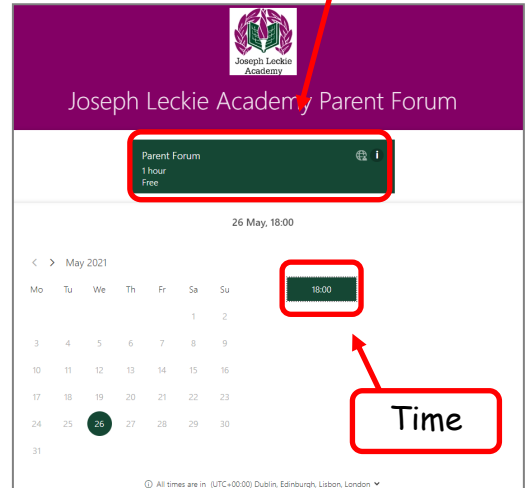 Joseph Leckie
Academy
Joseph Leckie Academy Parent Forum
Parent Forum
i
1 hour
Free
26 May, 18:00
< > May 2021
Mo Tu We Th Fr Sa Su
18:00
1 2
3 4 5 6 7 8 9
10 11 12 13 14 15 16
17 18 19 20 21 22 23
Time
24 25 26 27 28 29 30
31
All times are in (UTC+00:00) Dublin, Edinburgh, Lisbon, London